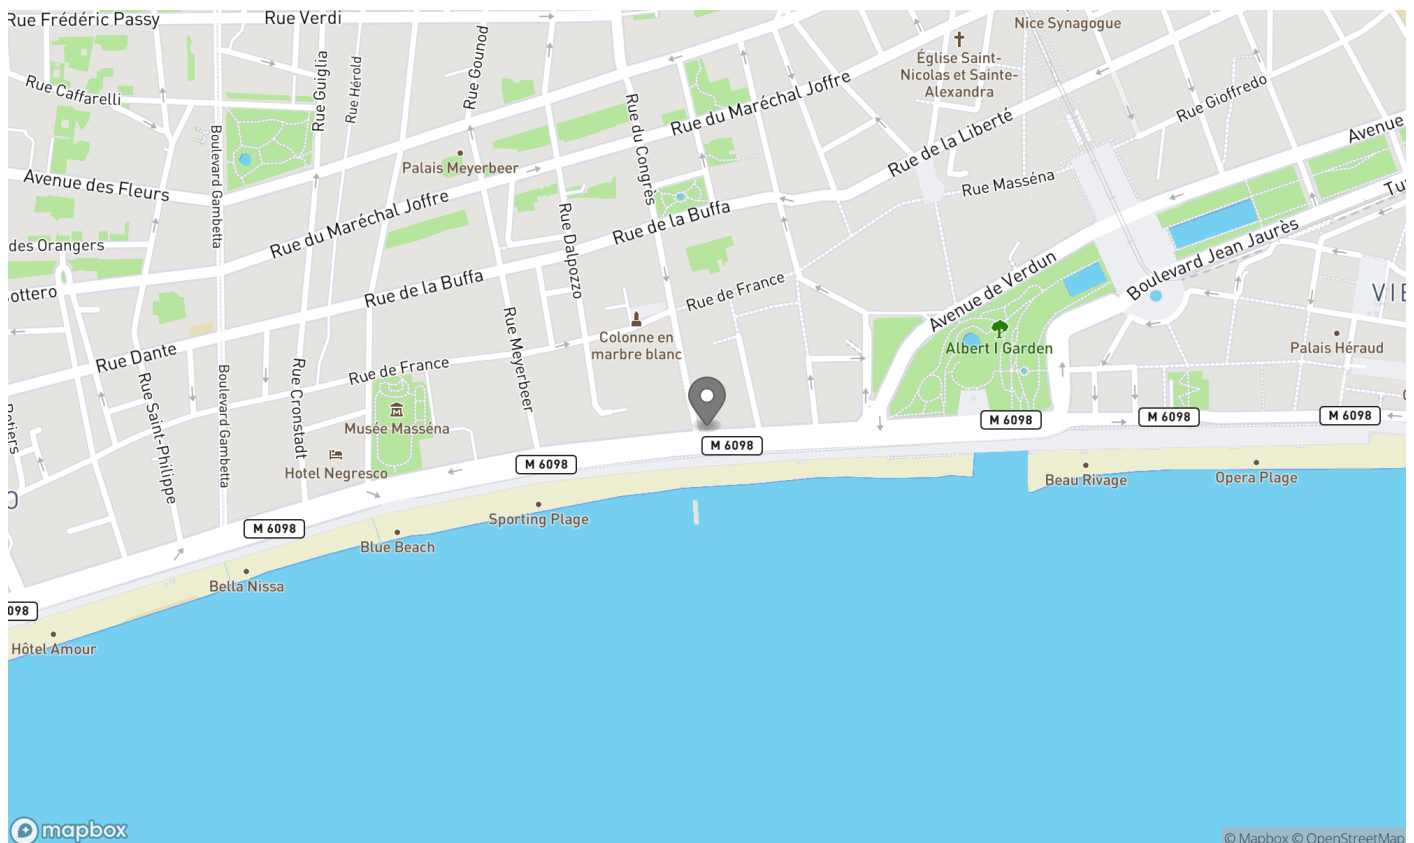 Rue Frédéric Passy
Rue Verdi
Nice Synagogue
Rue Gounod
Rue Guiglia
Rue Hérold
Église Saint-
Nicolas et Sainte-
Alexandra
Rue Caffarelli
Rue du Maréchal Joffre
Rue Gioffredo
Rue du Congrès
Rue de la Liberté
Avenue
Boulevard Gambetta
Palais Meyerbeer
Avenue des Fleurs
Rue Masséna
Rue du Maréchal Joffre
Rue de la Buffa
Rue Dalpozzo
des Orangers
Boulevard Jean Jaurès
Avenue de Verdun
Rue de la Buffa
Rue de France
VIE
Colonne en
marbre blanc
Rue Meyerbeer
Albert I Garden
Palais Héraud
Rue Dante
Rue de France
Rue Saint-Philippe
Boulevard Gambetta
Rue Cronstadt
Musée Masséna
M 6098
M 6098
M 6098
M 6098
M 6098
Hotel Negresco
Beau Rivage
Opera Plage
Sporting Plage
M 6098
Blue Beach
Bella Nissa
098
Hôtel Amour
mapbox
© Mapbox © OpenStreetMap